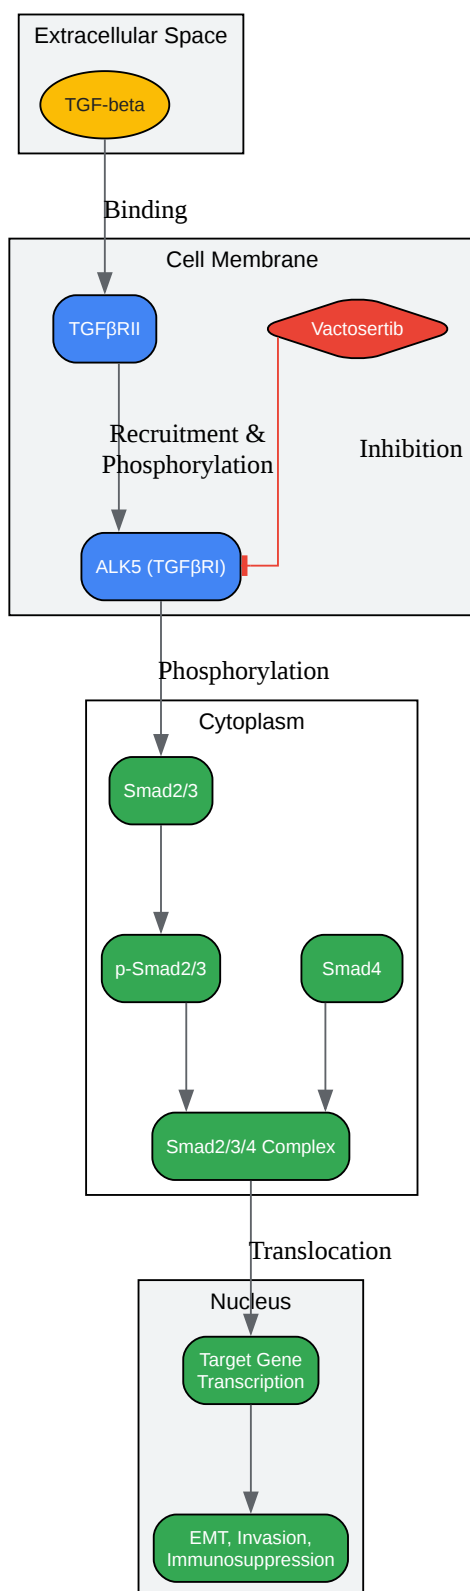 Extracellular Space
TGF-beta
Binding
Cell Membrane
TGFβRII
Vactosertib
Recruitment &
Phosphorylation
Inhibition
ALK5 (TGFβRI)
Phosphorylation
Cytoplasm
Smad2/3
p-Smad2/3
Smad4
Smad2/3/4 Complex
Translocation
Nucleus
Target Gene
Transcription
EMT, Invasion,
Immunosuppression